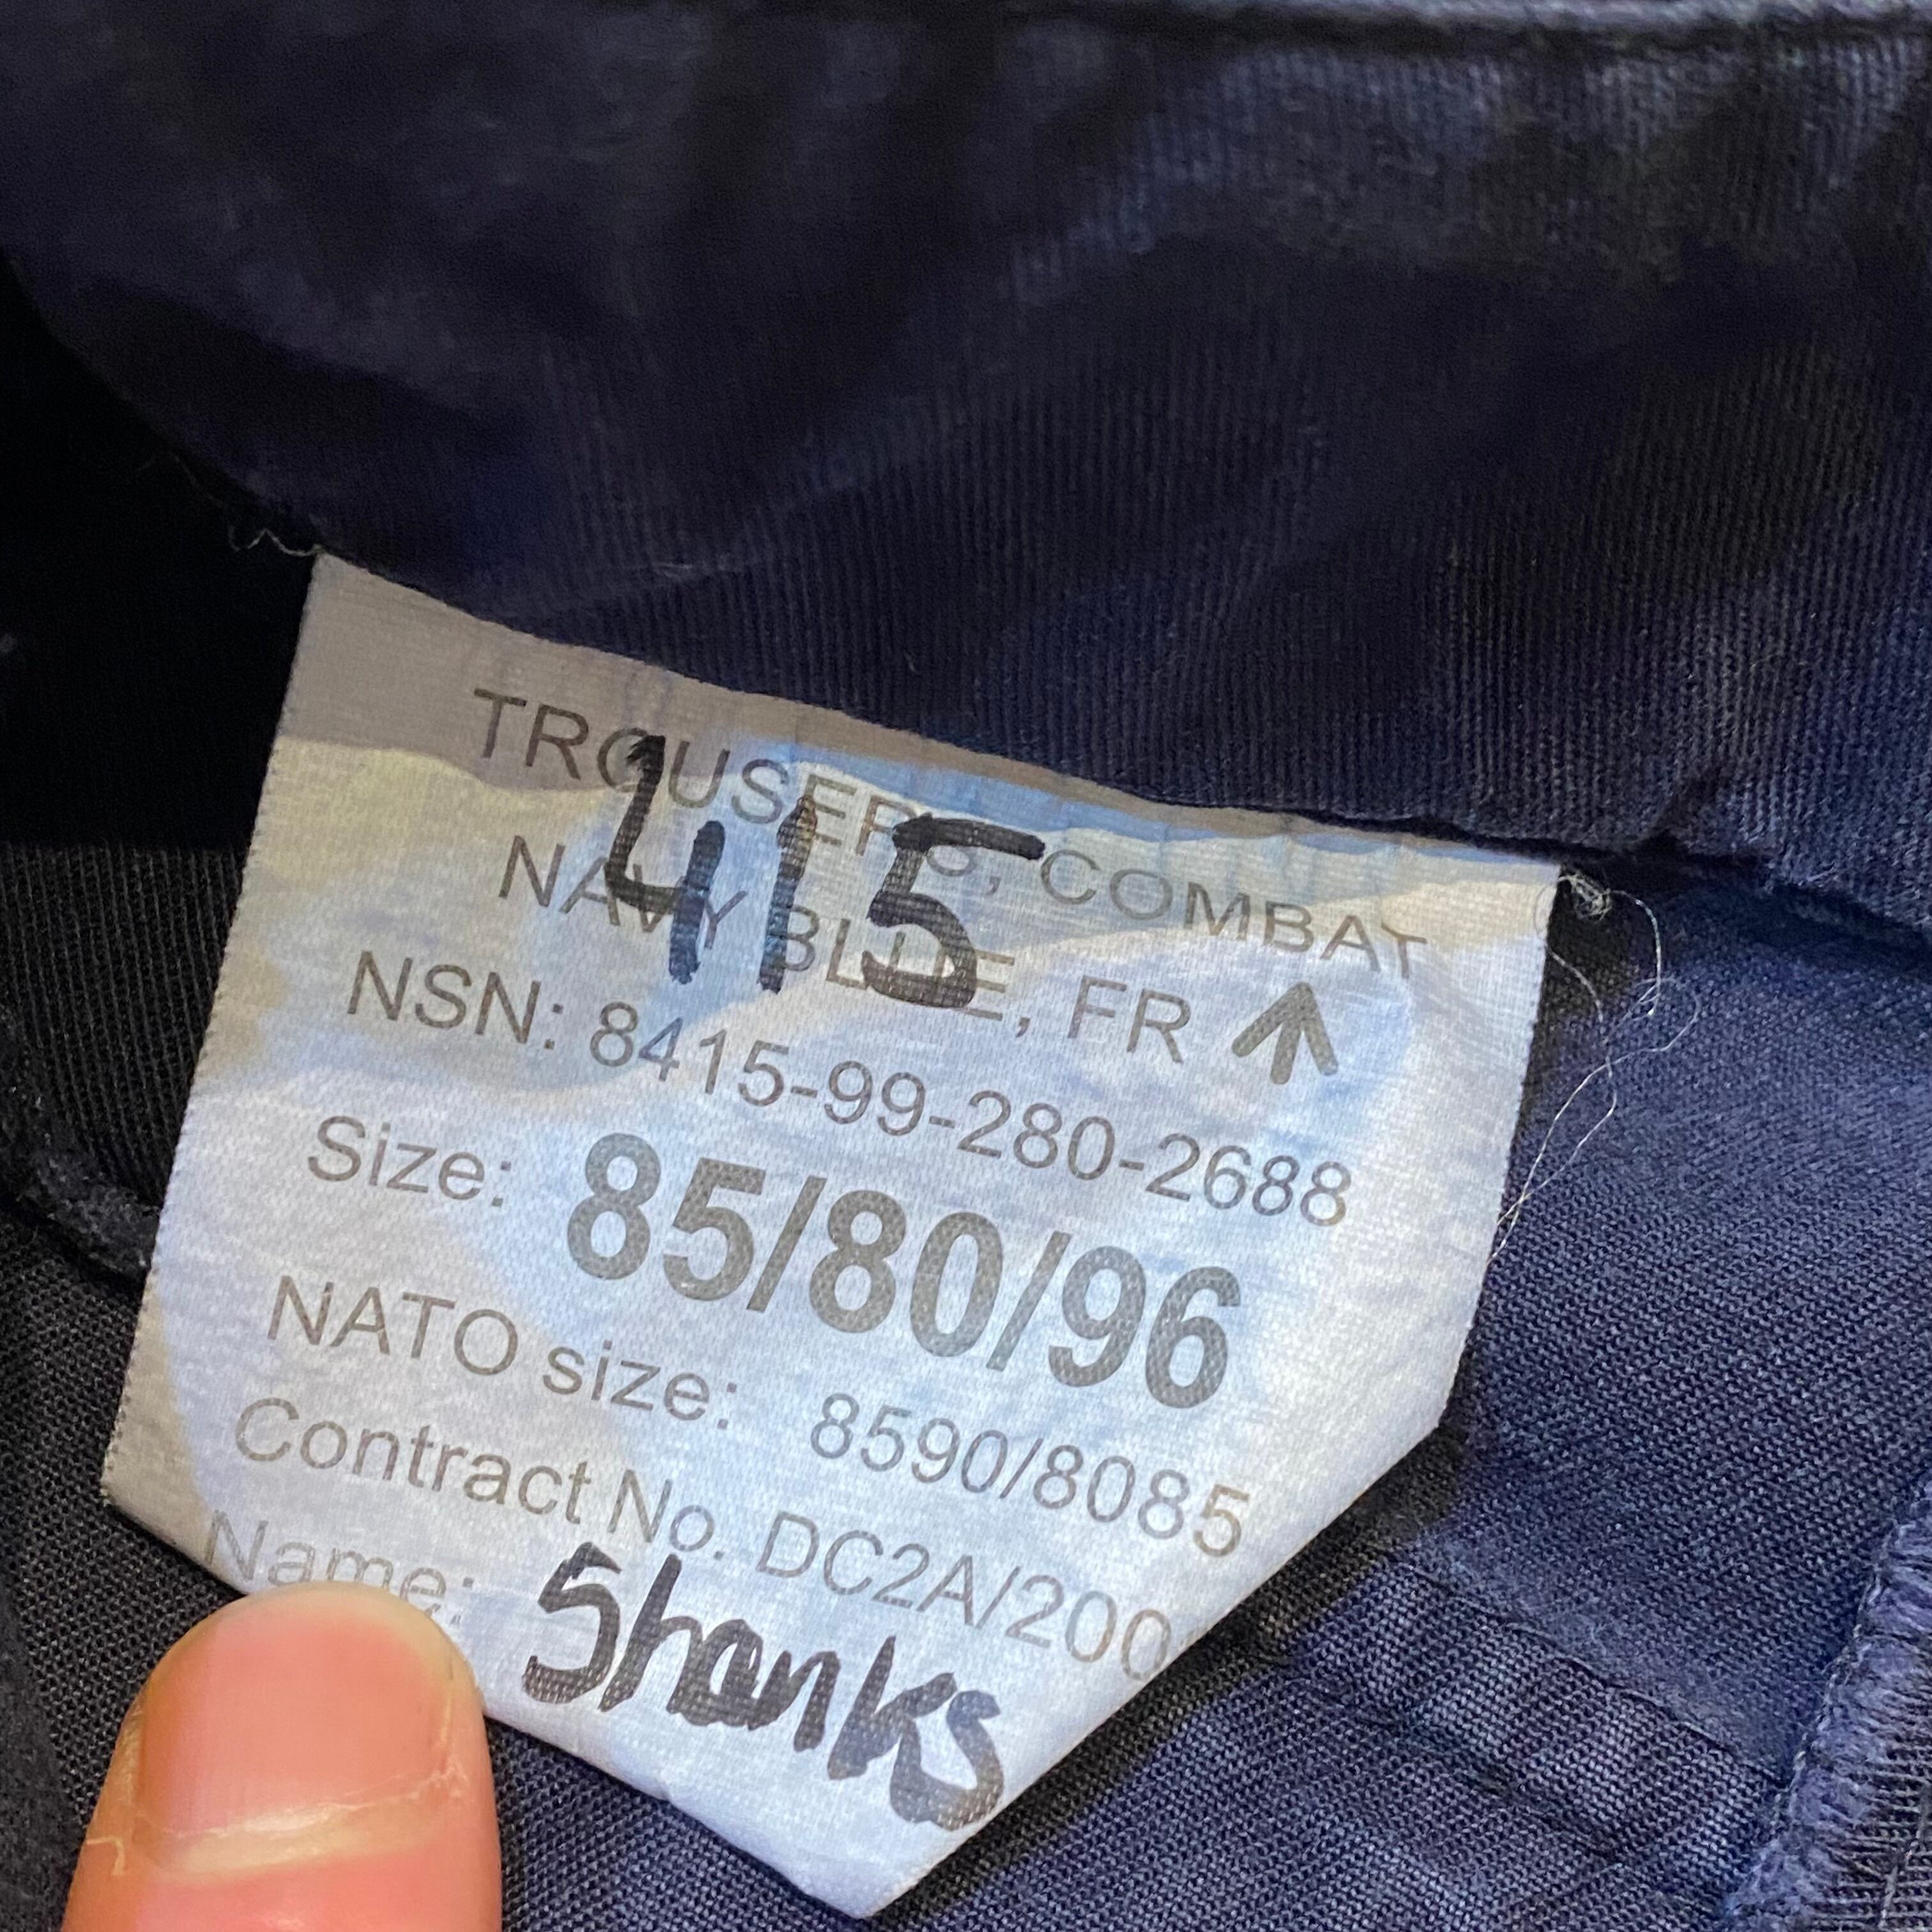 TROUSERS, COMBAT
415
NAVY BLUE, FR
NSN: 8415-99-280-2688
Size: 85/80/96
NATO size: 8590/8085
Contract No. DC2A/200
Name: Shanks